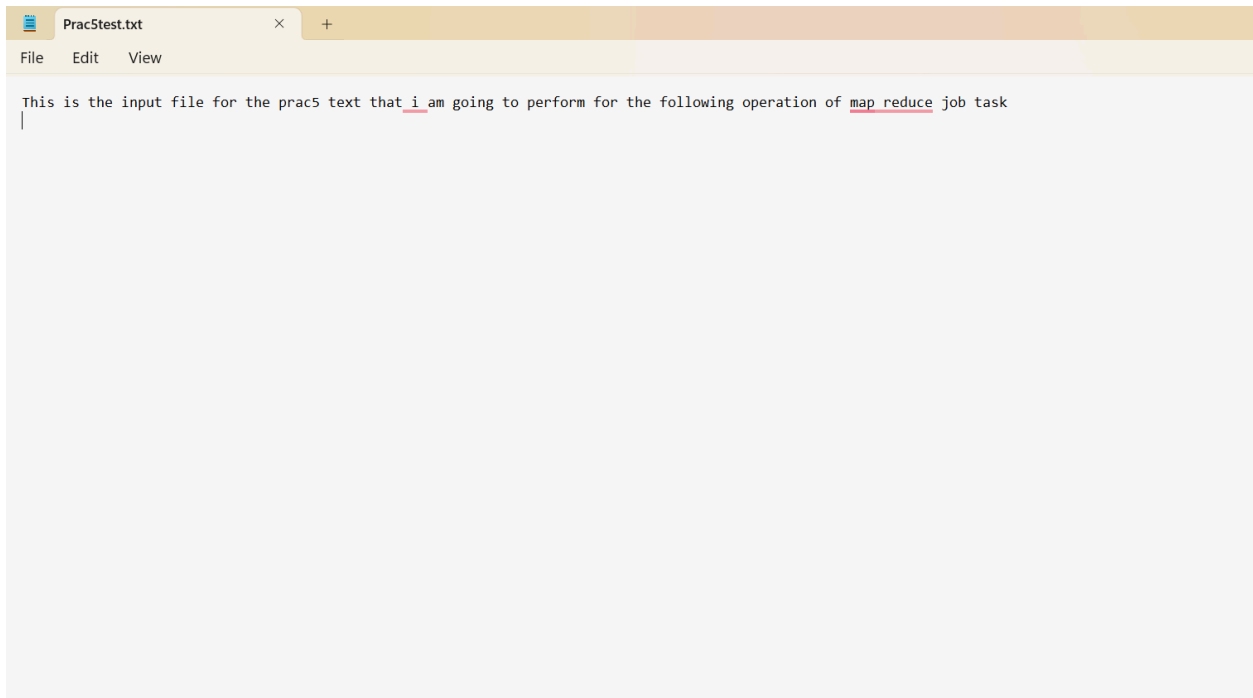 Prac5test.txt
File Edit View
This is the input file for the prac5 text that i am going to perform for the following operation of map reduce job task